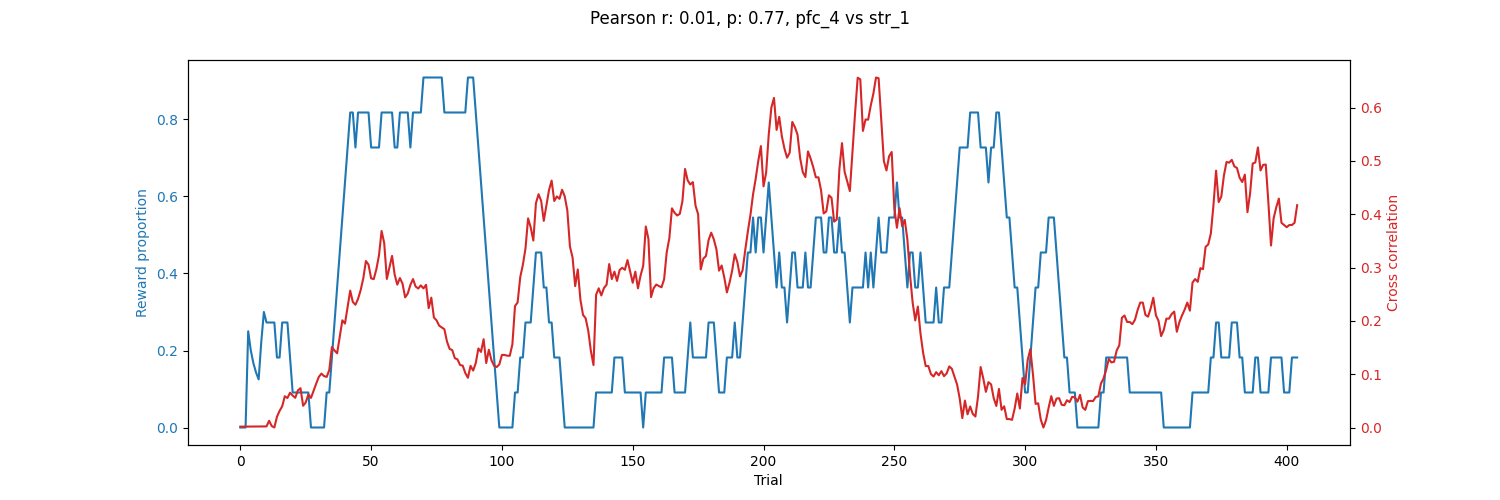 Pearson r: 0.01, p: 0.77, pfc_4 vs str_1
Reward proportion
0.8
0.6
0.4
0.2
0.0
0.6
0.5
0.4
0.3
0.2
0.1
0.0
Cross correlation
0 50 100 150 200 250 300 350 400
Trial